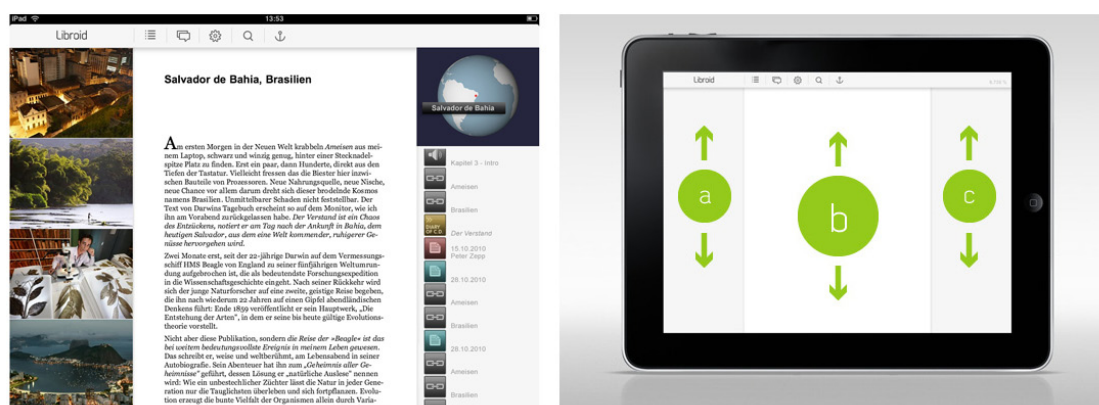 iPad
13:53
Libroid
Salvador de Bahia, Brasilien
Am ersten Morgen in der Neuen Welt krabbeln Ameisen aus mei-
nem Laptop, schwarz und winzig genug, hinter einer Stecknadel-
spitze Platz zu finden. Erst ein paar, dann Hunderte, direkt aus den
Tiefen der Tastatur. Vielleicht fressen das die Biester hier inzwi-
schen Bauteile von Prozessoren. Neue Nahrungsquelle, neue Nische,
neue Chance vor allem darum dreht sich dieser brodelnde Kosmos
namens Brasilien. Unmittelbarer Schaden nicht feststellbar. Der
Text von Darwins Tagebuch erscheint so auf dem Monitor, wie ich
ihn am Vorabend zurückgelassen habe. Der Verstand ist ein Chaos
des Entzückens, notiert er am Tag nach der Ankunft in Bahia, dem
heutigen Salvador, aus dem eine Welt kommender, ruhigerer Ge-
nüsse hervorgehen wird.
Zwei Monate erst, seit der 22-jährige Darwin auf dem Vermessungs-
schiff HMS Beagle von England zu seiner fünfjährigen Weltumrun-
dung aufgebrochen ist, die als bedeutendste Forschungsexpedition
in die Wissenschaftsgeschichte eingeht. Nach seiner Rückkehr wird
sich der junge Naturforscher auf eine zweite, geistige Reise begeben,
die ihn nach wiederum 22 Jahren auf einen Gipfel abendländischen
Denkens führt: Ende 1859 veröffentlicht er sein Hauptwerk, „Die
Entstehung der Arten“, in dem er seine bis heute gültige Evolutions-
theorie vorstellt.
Nicht aber diese Publikation, sondern die Reise der »Beagle« ist das
bei weitem bedeutungsvollste Ereignis in meinem Leben gewesen.
Das schreibt er, weise und weltberühmt, am Lebensabend in seiner
Autobiografie. Sein Abenteuer hat ihn zum „Geheimnis aller Ge-
heimnisse“ geführt, dessen Lösung er „natürliche Auslese“ nennen
wird: Wie ein unbestechlicher Züchter lässt die Natur in jeder Gene-
ration nur die Tauglichsten überleben und sich fortpflanzen. Evolu-
tion erzeugt die bunte Vielfalt der Organismen allein durch Varia-
Salvador de Bahia
Kapitel 3 - Intro
Ameisen
Brasilien
DIARY
OF C.D.
Der Verstand
15.10.2010
Peter Zepp
28.10.2010
Ameisen
Brasilien
28.10.2010
Ameisen
Brasilien
Libroid
a
b
c